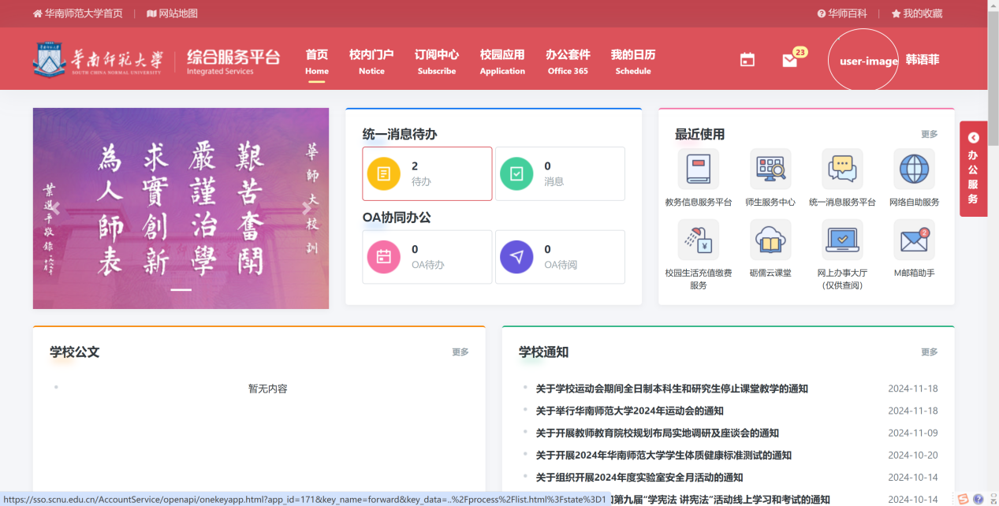 华南师范大学首页 | 网站地图
华师百科 | 我的收藏
華南師範大學
SOUTH CHINA NORMAL UNIVERSITY
综合服务平台
Integrated Services
首页 校内门户 订阅中心 校园应用 办公套件 我的日历
Home Notice Subscribe Application Office 365 Schedule
23
user-image 韩语菲
華師大校訓
艱苦奮鬥
嚴謹治學
求實創新
為人師表
葉選平敬錄
统一消息待办
2
待办
0
消息
OA协同办公
0
OA待办
0
OA待阅
最近使用
更多
教务信息服务平台
师生服务中心
统一消息服务平台
网络自助服务
校园生活充值缴费
服务
砺儒云课堂
网上办事大厅
(仅供查阅)
2
M邮箱助手
办公服务
学校公文
更多
暂无内容
学校通知
更多
关于学校运动会期间全日制本科生和研究生停止课堂教学的通知 2024-11-18
关于举行华南师范大学2024年运动会的通知 2024-11-18
关于开展教师教育院校规划布局实地调研及座谈会的通知 2024-11-09
关于开展2024年华南师范大学学生体质健康标准测试的通知 2024-10-20
关于组织开展2024年度实验室安全月活动的通知 2024-10-14
第九届“学宪法 讲宪法”活动线上学习和考试的通知 2024-10-14
https://sso.scnu.edu.cn/AccountService/openapi/onekeyapp.html?app_id=171&key_name=forward&key_data=..%2Fprocess%2Flist.html%3Fstate%3D1